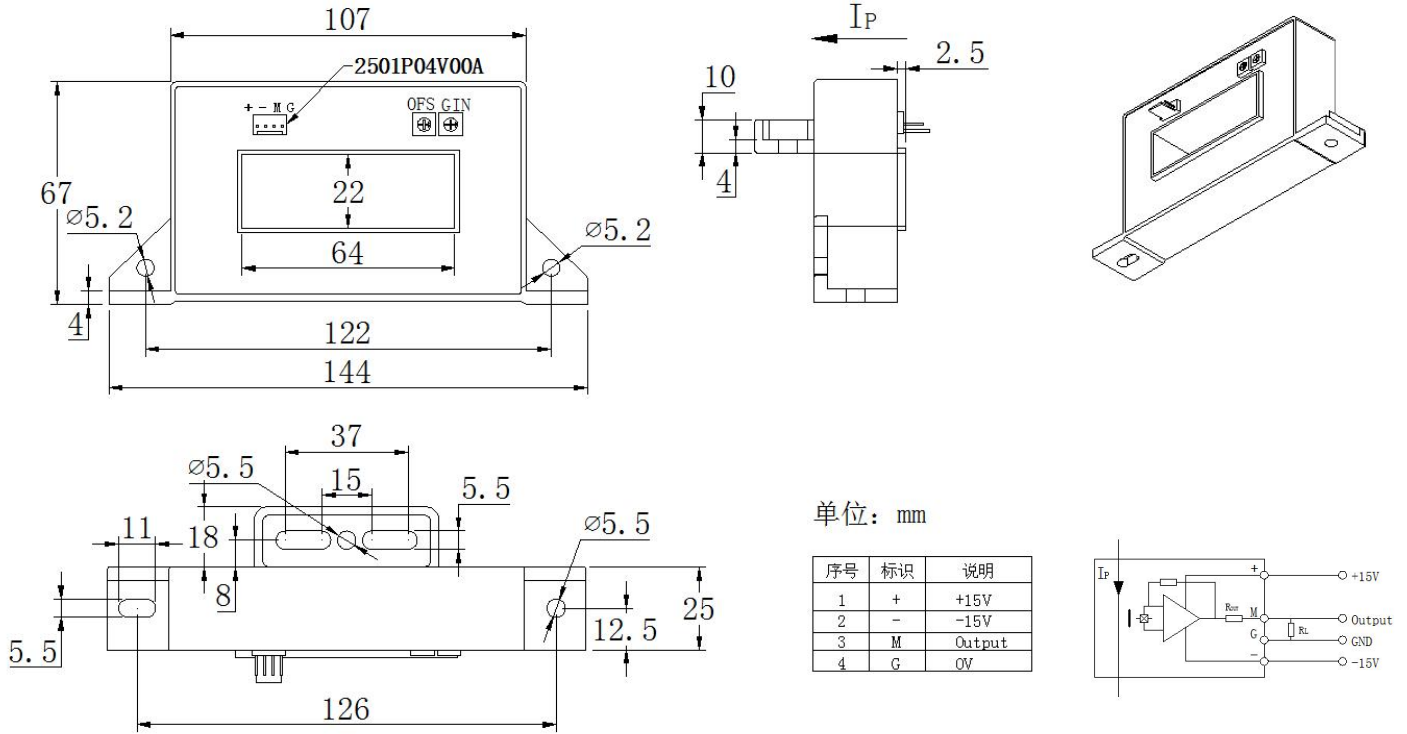 107
2501P04V00A
+ - M G
OFS GIN
67
22
64
⌀5.2
⌀5.2
4
122
144
IP
2.5
10
4
37
⌀5.5
15
5.5
11
18
8
⌀5.5
25
12.5
5.5
126
单位: mm
序号 标识 说明
1 + +15V
2 - -15V
3 M Output
4 G 0V
IP
+
+15V
M
Output
G
RL
GND
-
-15V